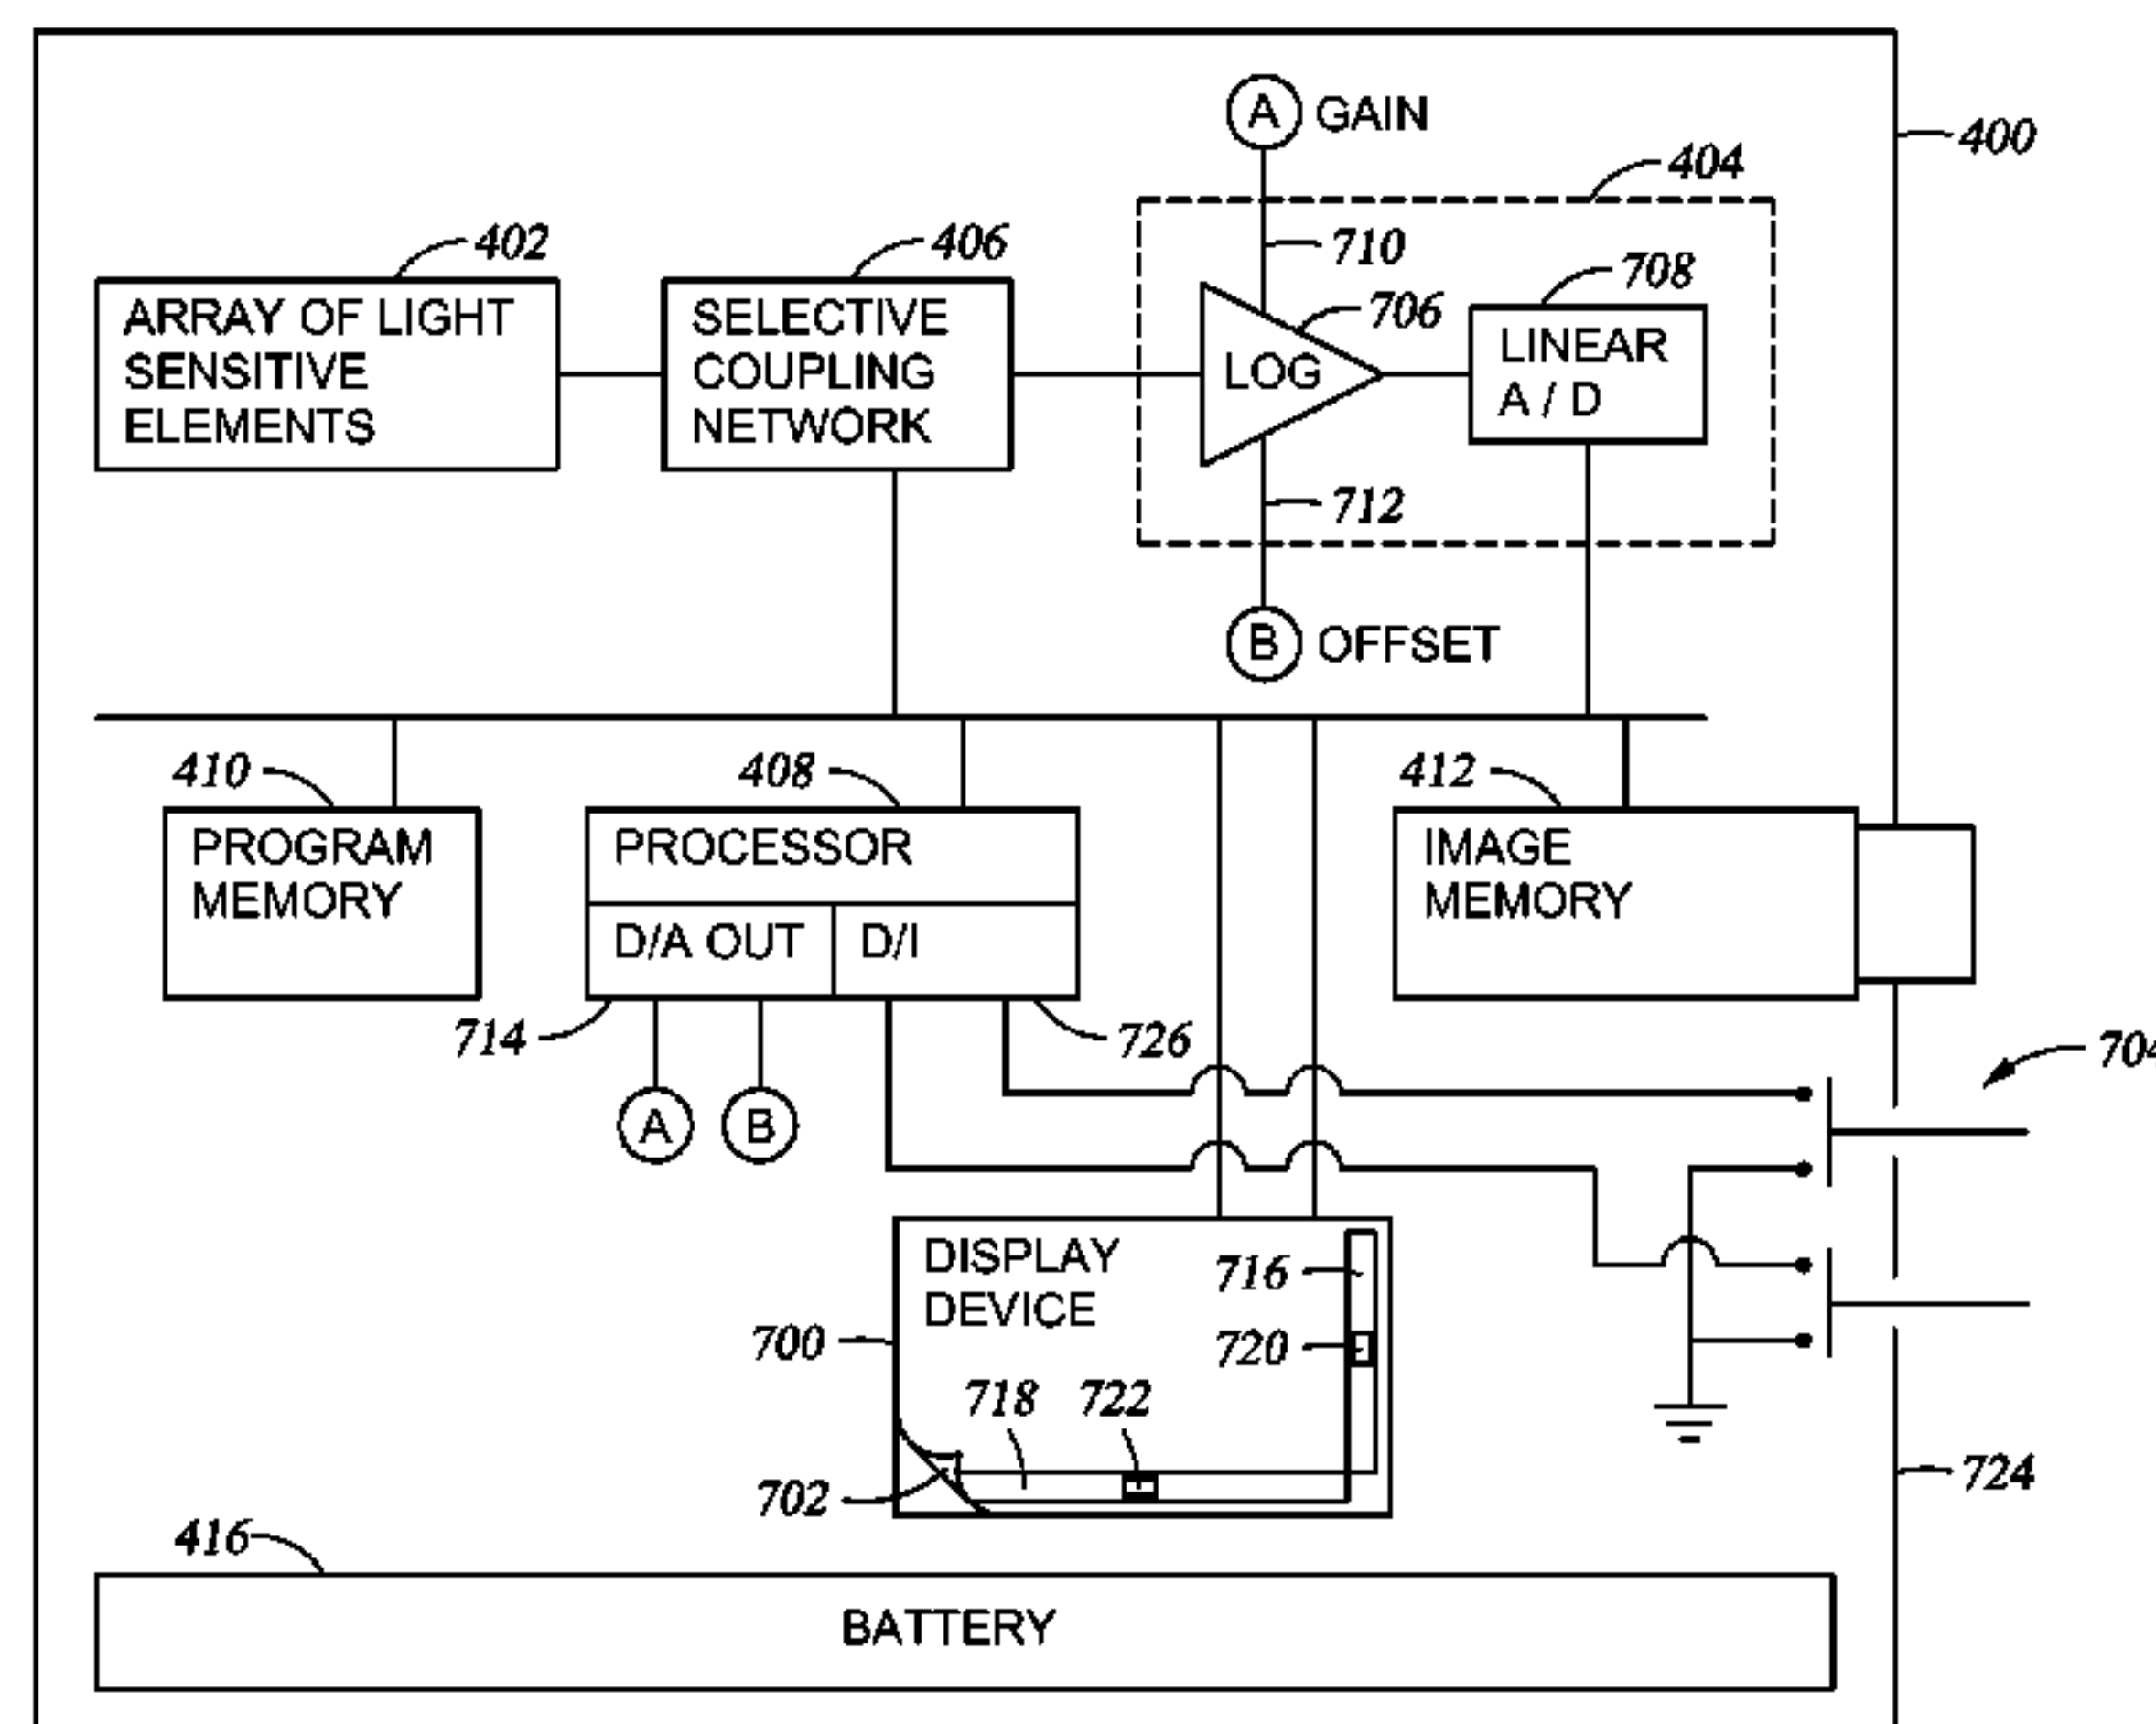 A GAIN
400
404
402
406
710
708
706
ARRAY OF LIGHT
SENSITIVE
ELEMENTS
SELECTIVE
COUPLING
NETWORK
LOG
LINEAR
A / D
712
B OFFSET
410
408
412
PROGRAM
MEMORY
PROCESSOR
D/A OUT
D/I
IMAGE
MEMORY
714
726
704
A
B
DISPLAY
DEVICE
716
700
720
718
722
702
724
416
BATTERY